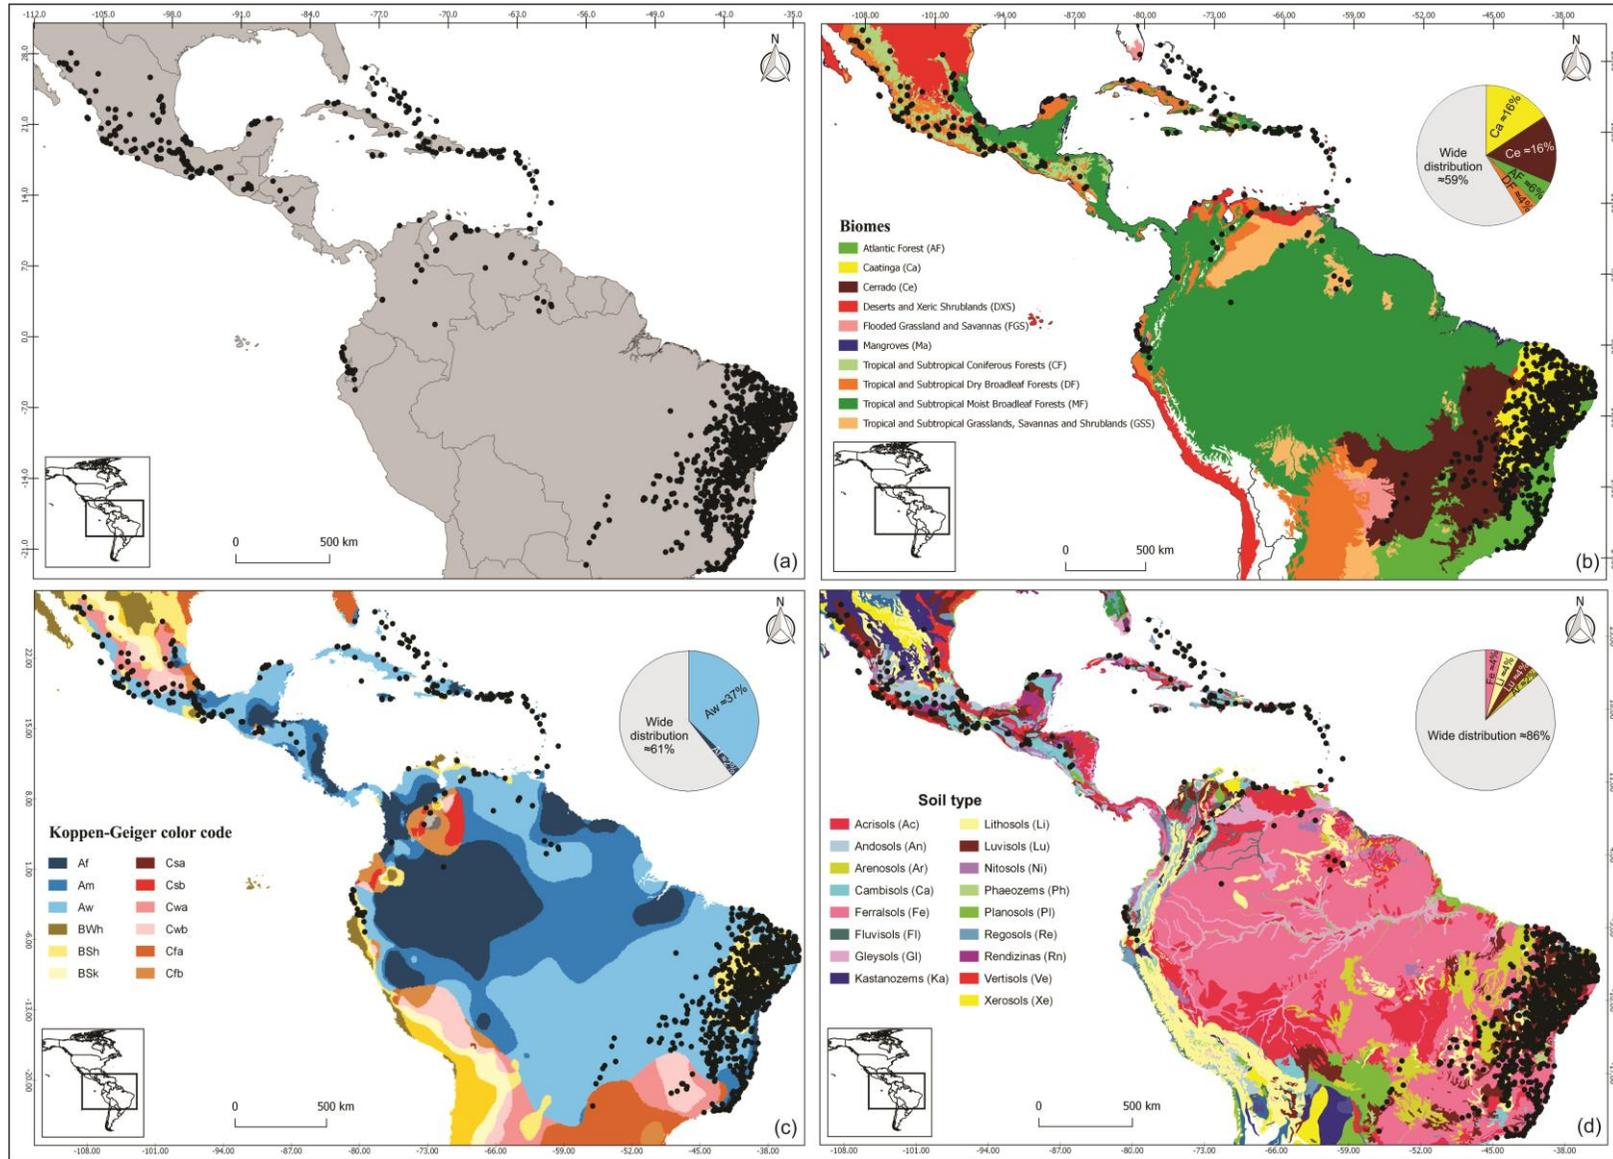 -112.0 -105.0 -98.0 -91.0 -84.0 -77.0 -70.0 -63.0 -56.0 -49.0 -42.0 -35.0
28.0
21.0
14.0
7.0
0.0
-7.0
-14.0
-21.0
N
0 500 km
(a)
-108.00 -101.00 -94.00 -87.00 -80.00 -73.00 -66.00 -59.00 -52.00 -45.00 -38.00
N
Ca ≈16%
Ce ≈16%
AF ≈6%
DF ≈4%
Wide
distribution
≈59%
Biomes
Atlantic Forest (AF)
Caatinga (Ca)
Cerrado (Ce)
Deserts and Xeric Shrublands (DXS)
Flooded Grassland and Savannas (FGS)
Mangroves (Ma)
Tropical and Subtropical Coniferous Forests (CF)
Tropical and Subtropical Dry Broadleaf Forests (DF)
Tropical and Subtropical Moist Broadleaf Forests (MF)
Tropical and Subtropical Grasslands, Savannas and Shrublands (GSS)
0 500 km
(b)
22.00
15.00
8.00
1.00
-6.00
-13.00
-20.00
N
Aw ≈37%
Af ≈2%
Wide
distribution
≈61%
Koppen-Geiger color code
Af
Am
Aw
BWh
BSh
BSk
Csa
Csb
Cwa
Cwb
Cfa
Cfb
0 500 km
(c)
-108.00 -101.00 -94.00 -87.00 -80.00 -73.00 -66.00 -59.00 -52.00 -45.00 -38.00
N
Fe ≈4%
Li ≈4%
Lu ≈4%
Ar ≈2%
Wide distribution ≈86%
Soil type
Acrisols (Ac)
Andosols (An)
Arenosols (Ar)
Cambisols (Ca)
Ferralsols (Fe)
Fluvisols (Fl)
Gleysols (Gl)
Kastanozems (Ka)
Lithosols (Li)
Luvisols (Lu)
Nitosols (Ni)
Phaeozems (Ph)
Planosols (Pl)
Regosols (Re)
Rendizinas (Rn)
Vertisols (Ve)
Xerosols (Xe)
0 500 km
(d)
-108.00 -101.00 -94.00 -87.00 -80.00 -73.00 -66.00 -59.00 -52.00 -45.00 -38.00